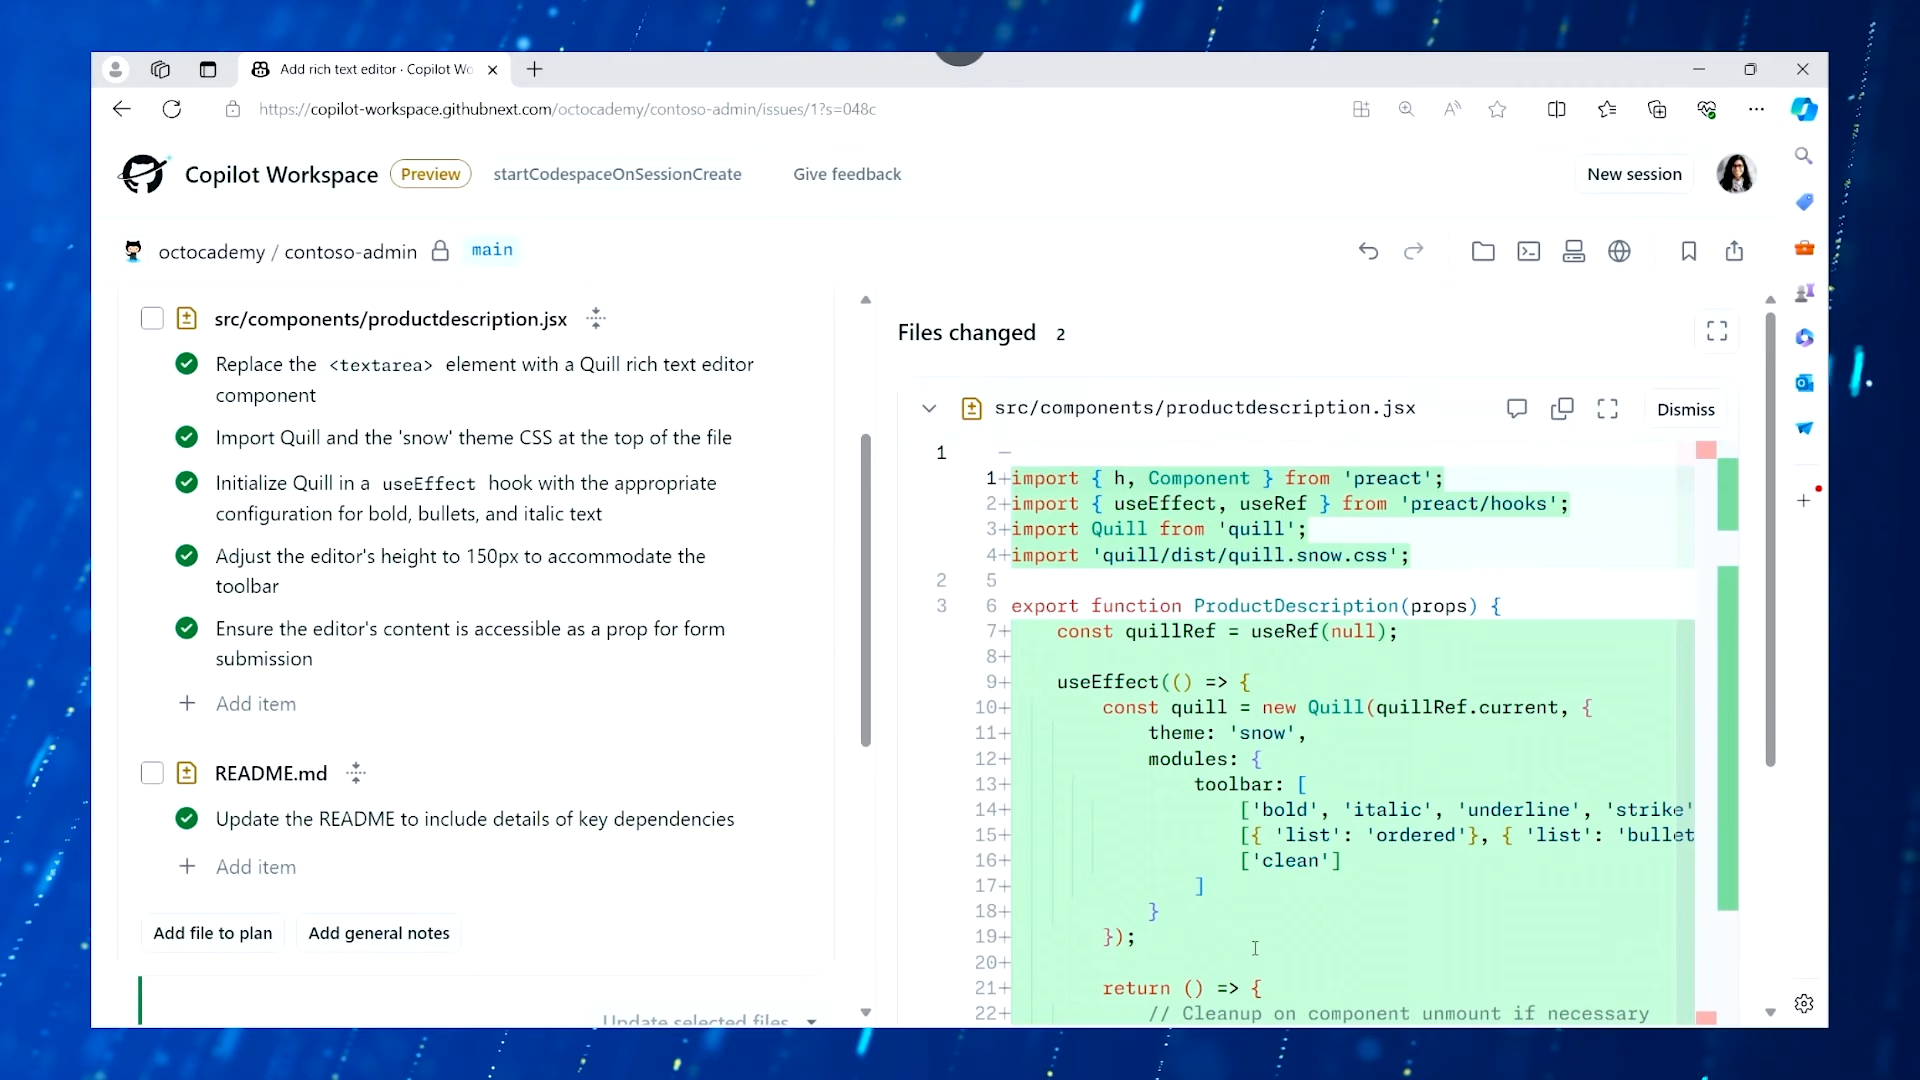 Add rich text editor · Copilot Wo
https://copilot-workspace.githubnext.com/octocademy/contoso-admin/issues/1?s=048c
Copilot Workspace Preview startCodespaceOnSessionCreate Give feedback New session
octocademy / contoso-admin main
src/components/productdescription.jsx
Replace the <textarea> element with a Quill rich text editor
component
Import Quill and the 'snow' theme CSS at the top of the file
Initialize Quill in a useEffect hook with the appropriate
configuration for bold, bullets, and italic text
Adjust the editor's height to 150px to accommodate the
toolbar
Ensure the editor's content is accessible as a prop for form
submission
+ Add item
README.md
Update the README to include details of key dependencies
+ Add item
Add file to plan Add general notes
Update selected files
Files changed 2
src/components/productdescription.jsx Dismiss
1 −
1+import { h, Component } from 'preact';
2+import { useEffect, useRef } from 'preact/hooks';
3+import Quill from 'quill';
4+import 'quill/dist/quill.snow.css';
2 5
3 6 export function ProductDescription(props) {
7+ const quillRef = useRef(null);
8+
9+ useEffect(() => {
10+ const quill = new Quill(quillRef.current, {
11+ theme: 'snow',
12+ modules: {
13+ toolbar: [
14+ ['bold', 'italic', 'underline', 'strike'
15+ [{ 'list': 'ordered'}, { 'list': 'bullet
16+ ['clean']
17+ ]
18+ }
19+ });
20+
21+ return () => {
22+ // Cleanup on component unmount if necessary